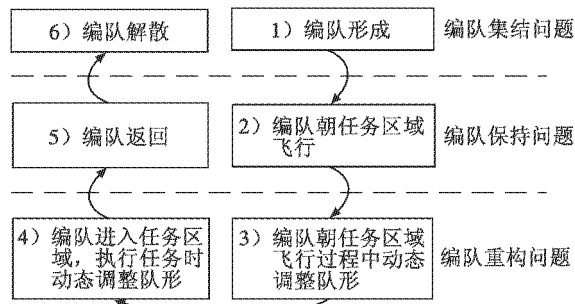 6）编队解散
1）编队形成
编队集结问题
5）编队返回
2）编队朝任务区域
飞行
编队保持问题
4）编队进入任务区
域，执行任务时
动态调整队形
3）编队朝任务区域
飞行过程中动态
调整队形
编队重构问题